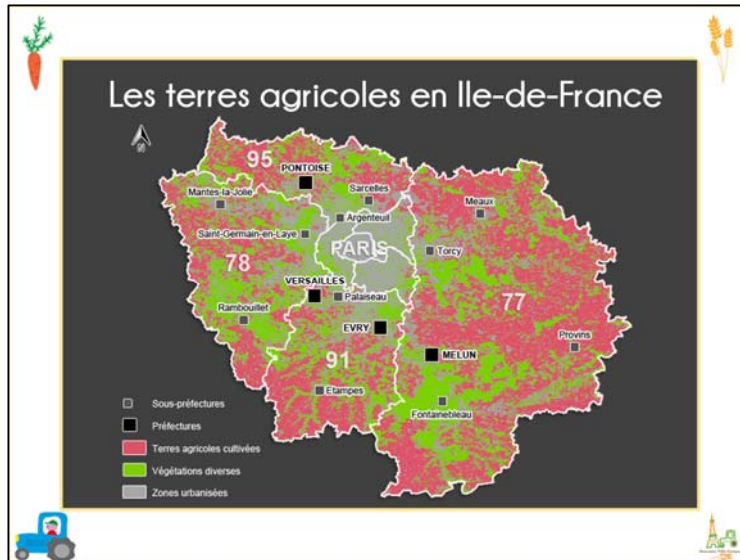 Les terres agricoles en Ile-de-France
95
PONTOISE
Mantes-la-Jolie
Sarcelles
Meaux
Argenteuil
Saint-Germain-en-Laye
PARIS
Torcy
78
VERSAILLES
Palaiseau
77
Rambouillet
EVRY
Provins
91
MELUN
Etampes
Fontainebleau
Sous-préfectures
Préfectures
Terres agricoles cultivées
Végétations diverses
Zones urbanisées